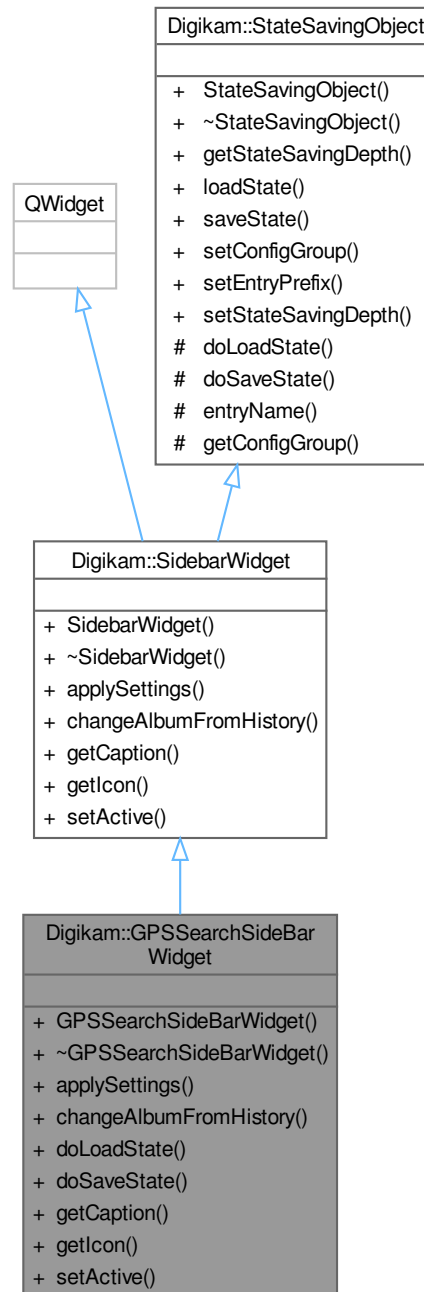 Digikam::StateSavingObject
+ StateSavingObject()
+ ~StateSavingObject()
+ getStateSavingDepth()
+ loadState()
+ saveState()
+ setConfigGroup()
+ setEntryPrefix()
+ setStateSavingDepth()
# doLoadState()
# doSaveState()
# entryName()
# getConfigGroup()
QWidget
Digikam::SidebarWidget
+ SidebarWidget()
+ ~SidebarWidget()
+ applySettings()
+ changeAlbumFromHistory()
+ getCaption()
+ getIcon()
+ setActive()
Digikam::GPSSearchSideBar
Widget
+ GPSSearchSideBarWidget()
+ ~GPSSearchSideBarWidget()
+ applySettings()
+ changeAlbumFromHistory()
+ doLoadState()
+ doSaveState()
+ getCaption()
+ getIcon()
+ setActive()